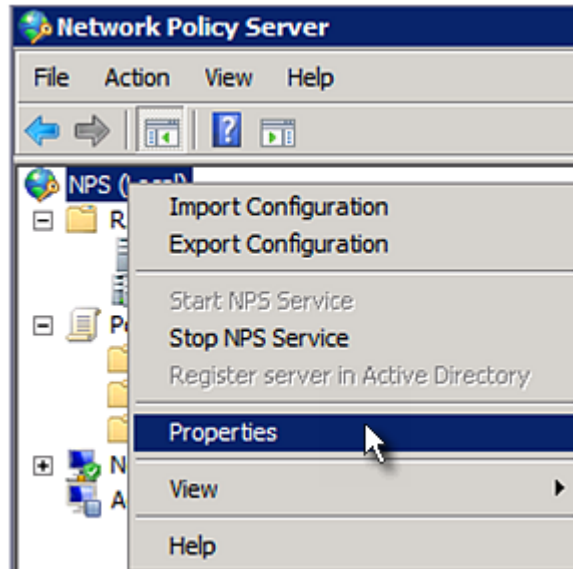 Network Policy Server
File Action View Help
NPS (Local)
Import Configuration
Export Configuration
Start NPS Service
Stop NPS Service
Register server in Active Directory
Properties
View
Help